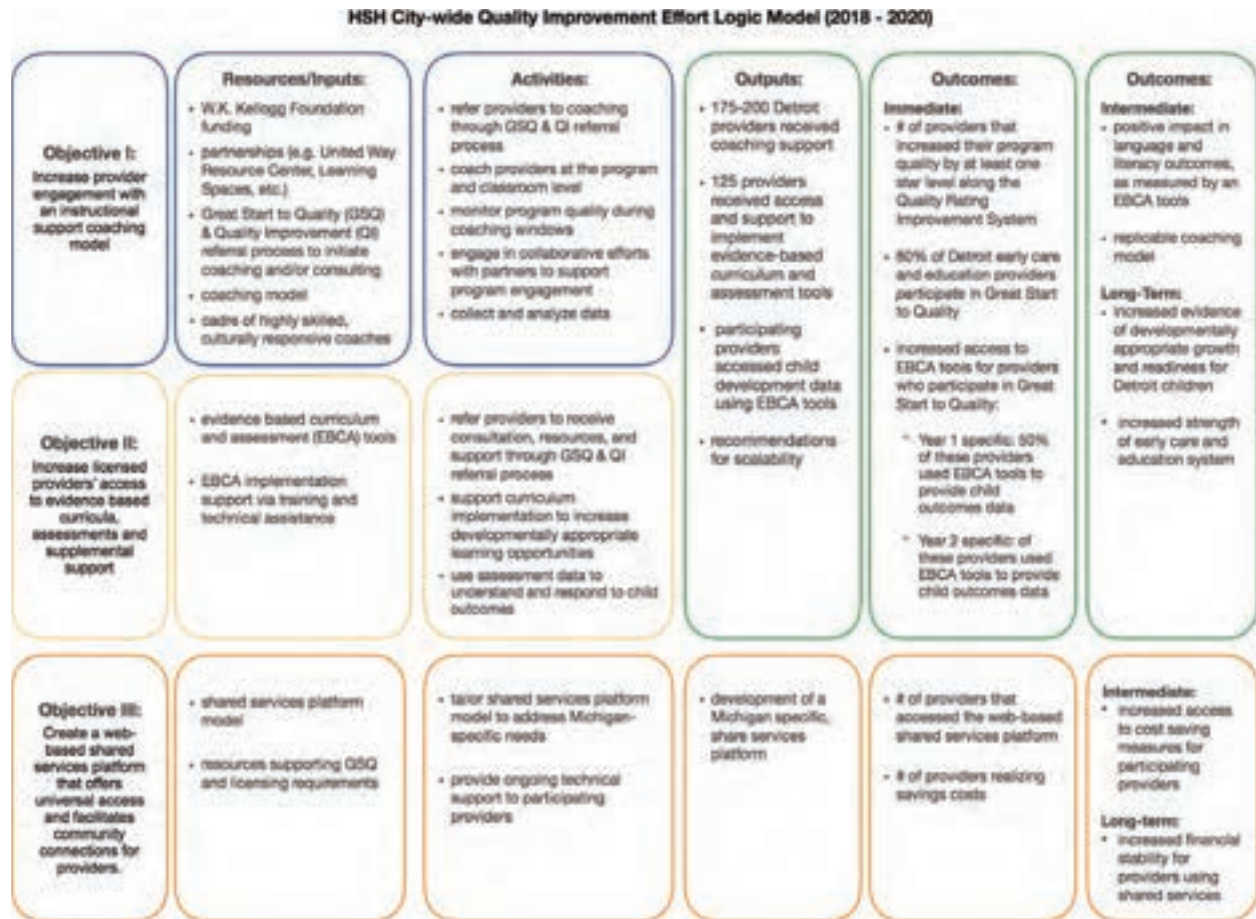 HSH City-wide Quality Improvement Effort Logic Model (2018 - 2020)
Objective I:
Increase provider
engagement with
an instructional
support coaching
model
Resources/Inputs:
• W.K. Kellogg Foundation
funding
• partnerships (e.g. United Way
Resource Center, Learning
Spaces, etc.)
• Great Start to Quality (GSQ)
& Quality Improvement (QI)
referral process to initiate
coaching and/or consulting
• coaching model
• cadre of highly skilled,
culturally responsive coaches
Activities:
• refer providers to coaching
through GSQ & QI referral
process
• coach providers at the program
and classroom level
• monitor program quality during
coaching windows
• engage in collaborative efforts
with partners to support
program engagement
• collect and analyze data
Outputs:
• 175-200 Detroit
providers received
coaching support
• 125 providers
received access
and support to
implement
evidence-based
curriculum and
assessment tools
• participating
providers
accessed child
development data
using EBCA tools
• recommendations
for scalability
Outcomes:
Immediate:
• # of providers that
increased their program
quality by at least one
star level along the
Quality Rating
Improvement System
• 80% of Detroit early care
and education providers
participate in Great Start
to Quality
• increased access to
EBCA tools for providers
who participate in Great
Start to Quality:
° Year 1 specific: 50%
of these providers
used EBCA tools to
provide child
outcomes data
° Year 2 specific: of
these providers used
EBCA tools to provide
child outcomes data
Outcomes:
Intermediate:
• positive impact in
language and
literacy outcomes,
as measured by an
EBCA tools
• replicable coaching
model
Long-Term:
• increased evidence
of developmentally
appropriate growth
and readiness for
Detroit children
• increased strength
of early care and
education system
Objective II:
Increase licensed
providers' access
to evidence based
curricula,
assessments and
supplemental
support
• evidence based curriculum
and assessment (EBCA) tools
• EBCA implementation
support via training and
technical assistance
• refer providers to receive
consultation, resources, and
support through GSQ & QI
referral process
• support curriculum
implementation to increase
developmentally appropriate
learning opportunities
• use assessment data to
understand and respond to child
outcomes
Objective III:
Create a web-
based shared
services platform
that offers
universal access
and facilitates
community
connections for
providers.
• shared services platform
model
• resources supporting GSQ
and licensing requirements
• tailor shared services platform
model to address Michigan-
specific needs
• provide ongoing technical
support to participating
providers
• development of a
Michigan specific,
share services
platform
• # of providers that
accessed the web-based
shared services platform
• # of providers realizing
savings costs
Intermediate:
• increased access
to cost saving
measures for
participating
providers
Long-term:
• increased financial
stability for
providers using
shared services